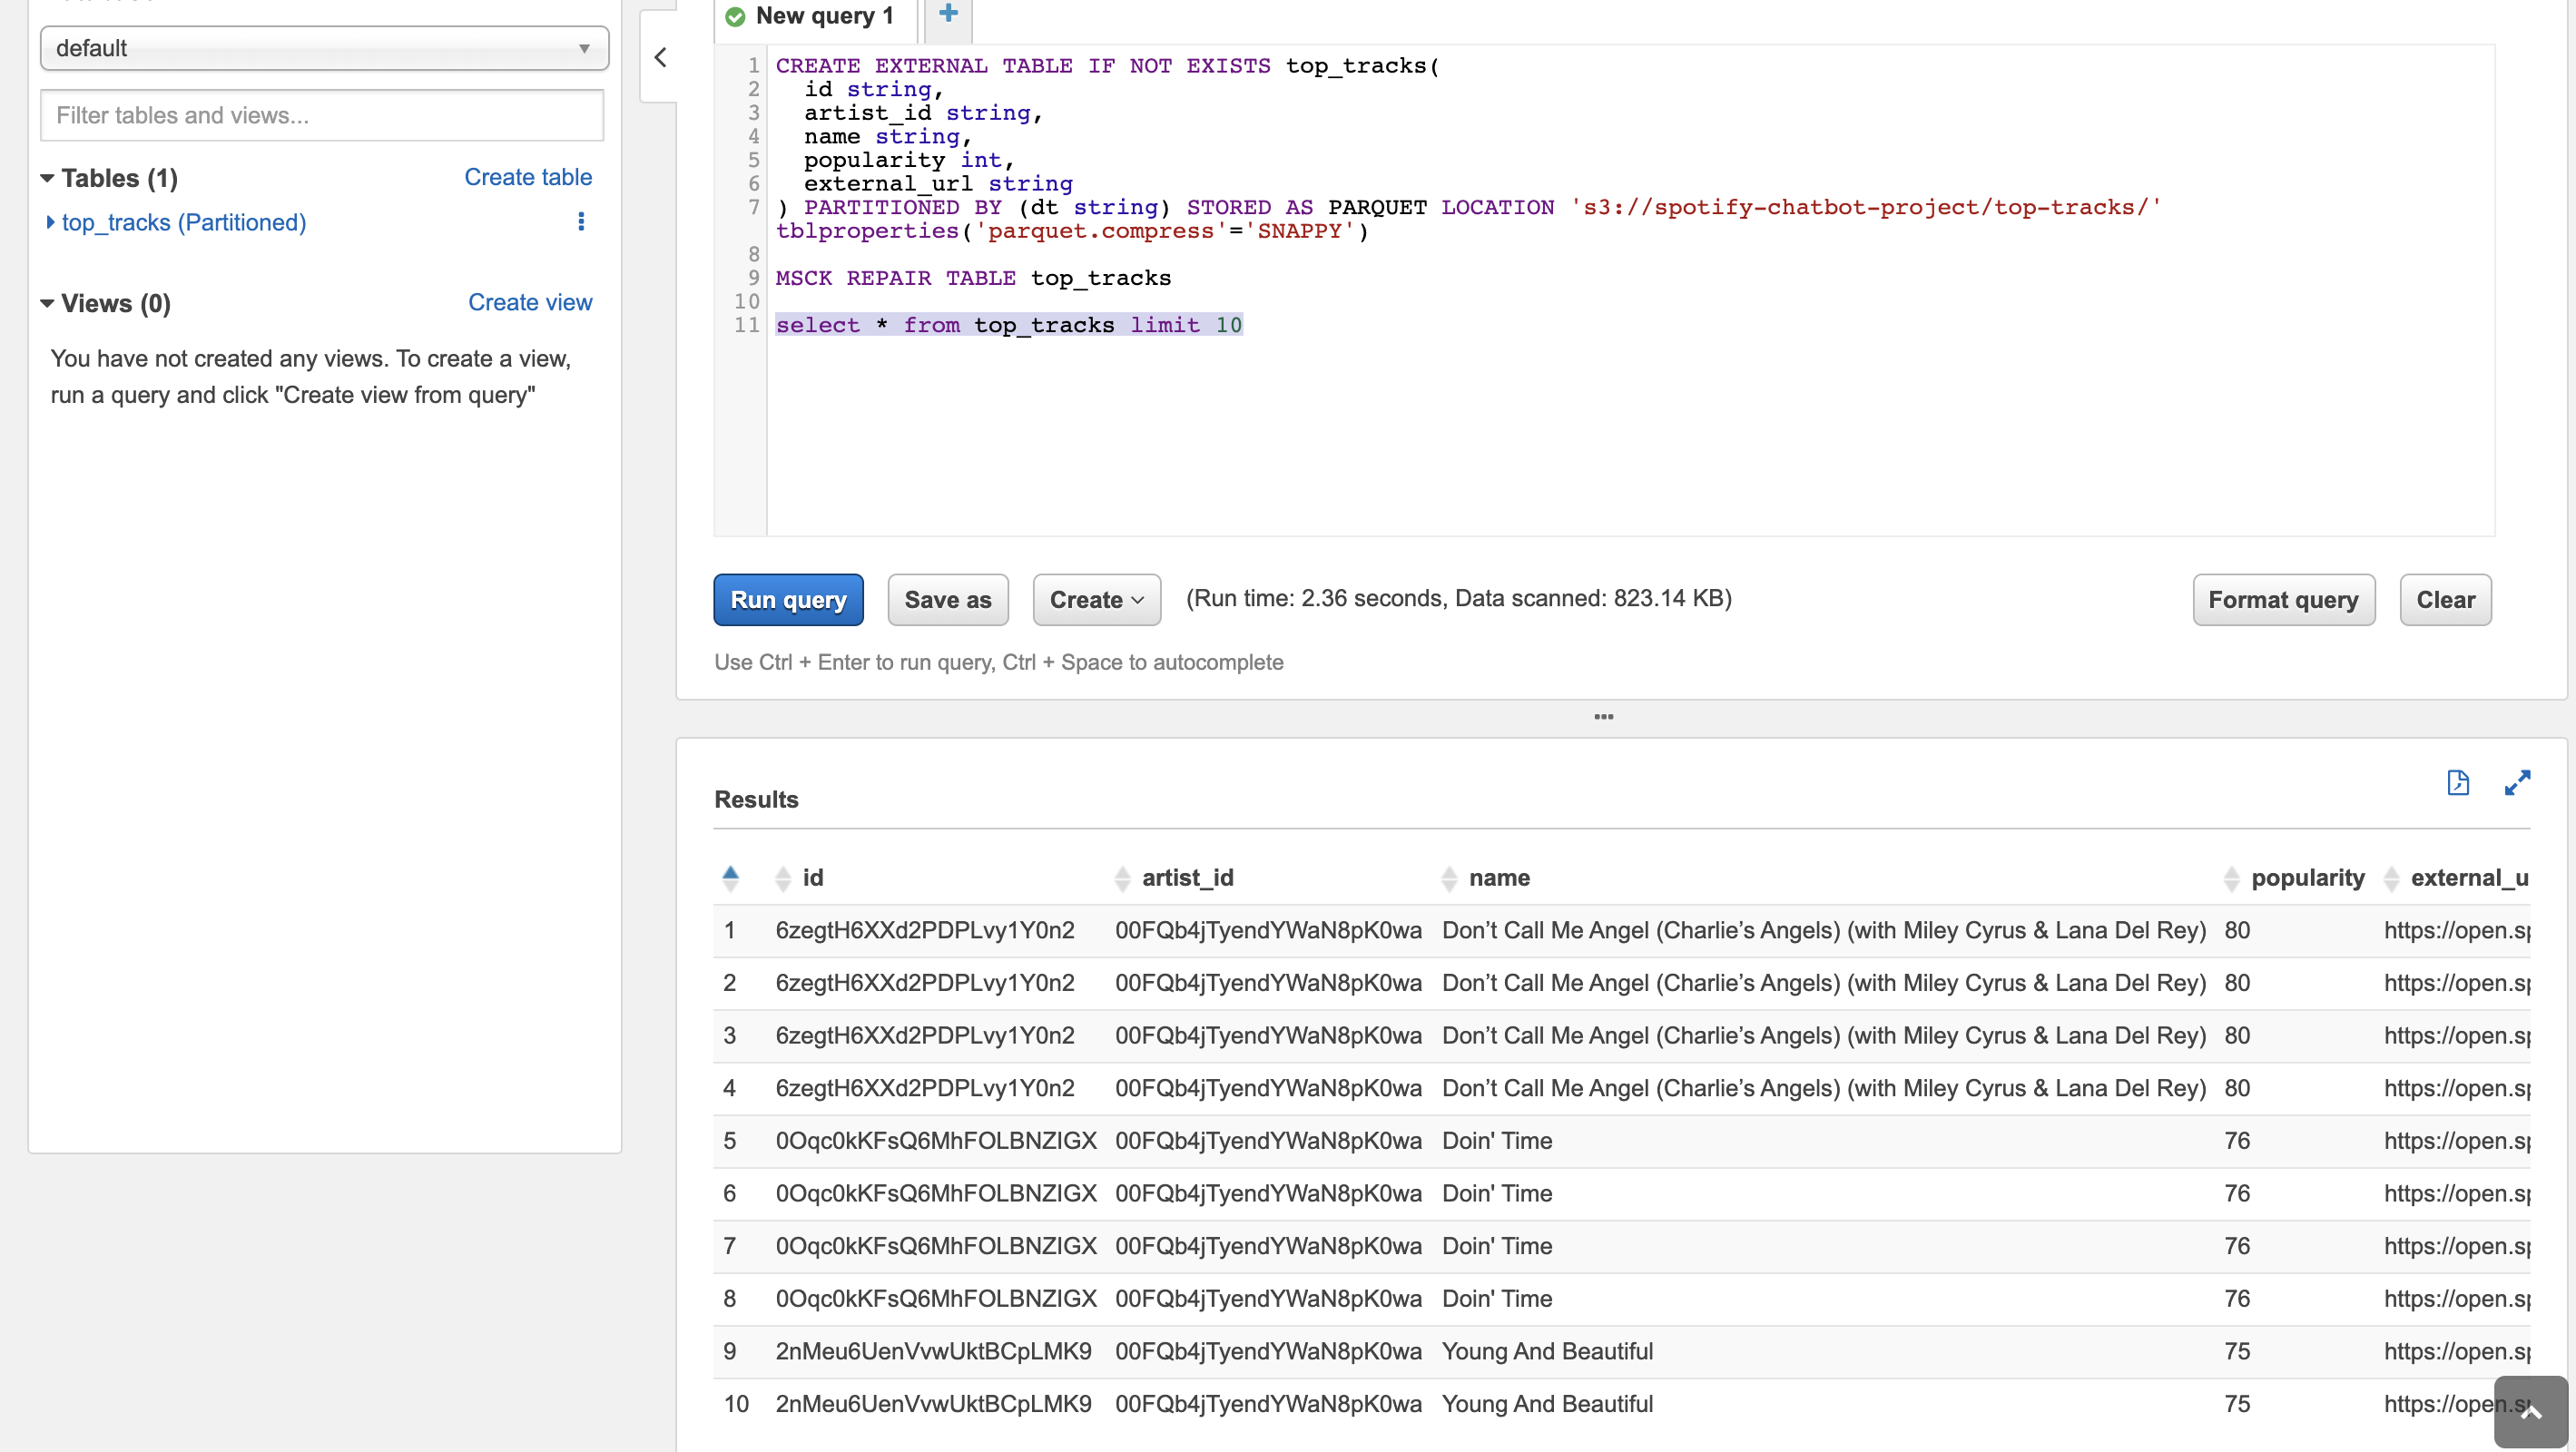 default
Filter tables and views...
Tables (1)
Create table
top_tracks (Partitioned)
Views (0)
Create view
You have not created any views. To create a view,
run a query and click "Create view from query"
New query 1
1 CREATE EXTERNAL TABLE IF NOT EXISTS top_tracks(
2 id string,
3 artist_id string,
4 name string,
5 popularity int,
6 external_url string
7 ) PARTITIONED BY (dt string) STORED AS PARQUET LOCATION 's3://spotify-chatbot-project/top-tracks/'
tblproperties('parquet.compress'='SNAPPY')
8
9 MSCK REPAIR TABLE top_tracks
10
11 select * from top_tracks limit 10
Run query Save as Create (Run time: 2.36 seconds, Data scanned: 823.14 KB) Format query Clear
Use Ctrl + Enter to run query, Ctrl + Space to autocomplete
Results
id artist_id name popularity external_u
1 6zegtH6XXd2PDPLvy1Y0n2 00FQb4jTyendYWaN8pK0wa Don’t Call Me Angel (Charlie’s Angels) (with Miley Cyrus & Lana Del Rey) 80 https://open.sp
2 6zegtH6XXd2PDPLvy1Y0n2 00FQb4jTyendYWaN8pK0wa Don’t Call Me Angel (Charlie’s Angels) (with Miley Cyrus & Lana Del Rey) 80 https://open.sp
3 6zegtH6XXd2PDPLvy1Y0n2 00FQb4jTyendYWaN8pK0wa Don’t Call Me Angel (Charlie’s Angels) (with Miley Cyrus & Lana Del Rey) 80 https://open.sp
4 6zegtH6XXd2PDPLvy1Y0n2 00FQb4jTyendYWaN8pK0wa Don’t Call Me Angel (Charlie’s Angels) (with Miley Cyrus & Lana Del Rey) 80 https://open.sp
5 0Oqc0kKFsQ6MhFOLBNZIGX 00FQb4jTyendYWaN8pK0wa Doin' Time 76 https://open.sp
6 0Oqc0kKFsQ6MhFOLBNZIGX 00FQb4jTyendYWaN8pK0wa Doin' Time 76 https://open.sp
7 0Oqc0kKFsQ6MhFOLBNZIGX 00FQb4jTyendYWaN8pK0wa Doin' Time 76 https://open.sp
8 0Oqc0kKFsQ6MhFOLBNZIGX 00FQb4jTyendYWaN8pK0wa Doin' Time 76 https://open.sp
9 2nMeu6UenVvwUktBCpLMK9 00FQb4jTyendYWaN8pK0wa Young And Beautiful 75 https://open.sp
10 2nMeu6UenVvwUktBCpLMK9 00FQb4jTyendYWaN8pK0wa Young And Beautiful 75 https://open.s